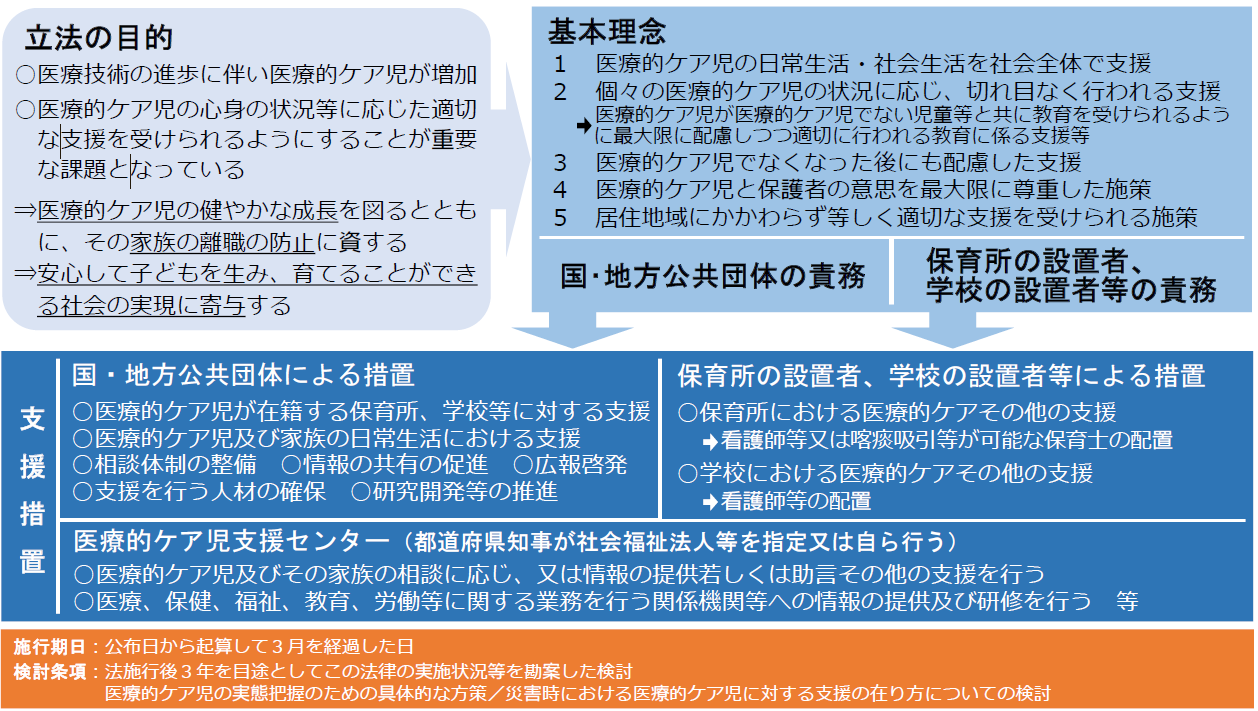 立法の目的
○医療技術の進歩に伴い医療的ケア児が増加
○医療的ケア児の心身の状況等に応じた適切
な支援を受けられるようにすることが重要
な課題となっている
⇒医療的ケア児の健やかな成長を図るととも
に、その家族の離職の防止に資する
⇒安心して子どもを生み、育てることができ
る社会の実現に寄与する
基本理念
1 医療的ケア児の日常生活・社会生活を社会全体で支援
2 個々の医療的ケア児の状況に応じ、切れ目なく行われる支援
➡医療的ケア児が医療的ケア児でない児童等と共に教育を受けられるよう
に最大限に配慮しつつ適切に行われる教育に係る支援等
3 医療的ケア児でなくなった後にも配慮した支援
4 医療的ケア児と保護者の意思を最大限に尊重した施策
5 居住地域にかかわらず等しく適切な支援を受けられる施策
国・地方公共団体の責務
保育所の設置者、
学校の設置者等の責務
支援措置
国・地方公共団体による措置
○医療的ケア児が在籍する保育所、学校等に対する支援
○医療的ケア児及び家族の日常生活における支援
○相談体制の整備 ○情報の共有の促進 ○広報啓発
○支援を行う人材の確保 ○研究開発等の推進
保育所の設置者、学校の設置者等による措置
○保育所における医療的ケアその他の支援
➡看護師等又は喀痰吸引等が可能な保育士の配置
○学校における医療的ケアその他の支援
➡看護師等の配置
医療的ケア児支援センター（都道府県知事が社会福祉法人等を指定又は自ら行う）
○医療的ケア児及びその家族の相談に応じ、又は情報の提供若しくは助言その他の支援を行う
○医療、保健、福祉、教育、労働等に関する業務を行う関係機関等への情報の提供及び研修を行う 等
施行期日：公布日から起算して３月を経過した日
検討条項：法施行後３年を目途としてこの法律の実施状況等を勘案した検討
医療的ケア児の実態把握のための具体的な方策／災害時における医療的ケア児に対する支援の在り方についての検討